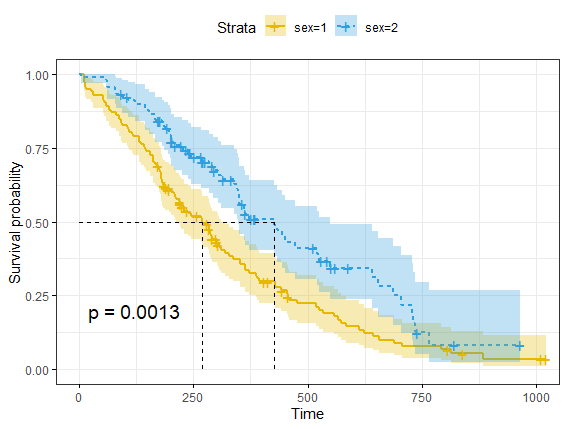 Strata sex=1 sex=2
1.00
0.75
0.50
0.25
0.00
Survival probability
p = 0.0013
0 250 500 750 1000
Time